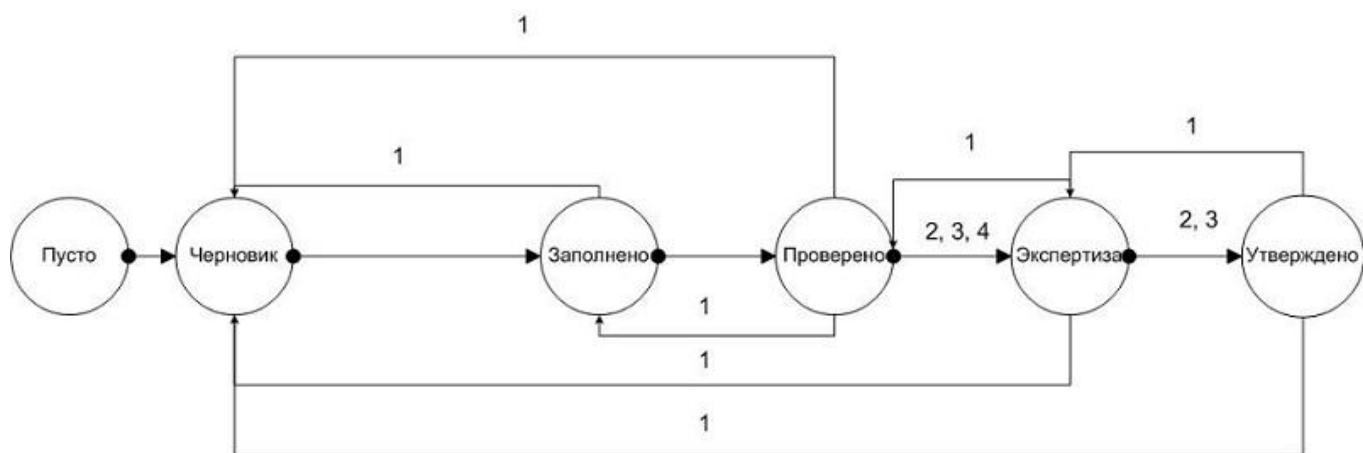 1
1
1
1
2, 3, 4
2, 3
Пусто
Черновик
Заполнено
Проверено
Экспертиза
Утверждено
1
1
1